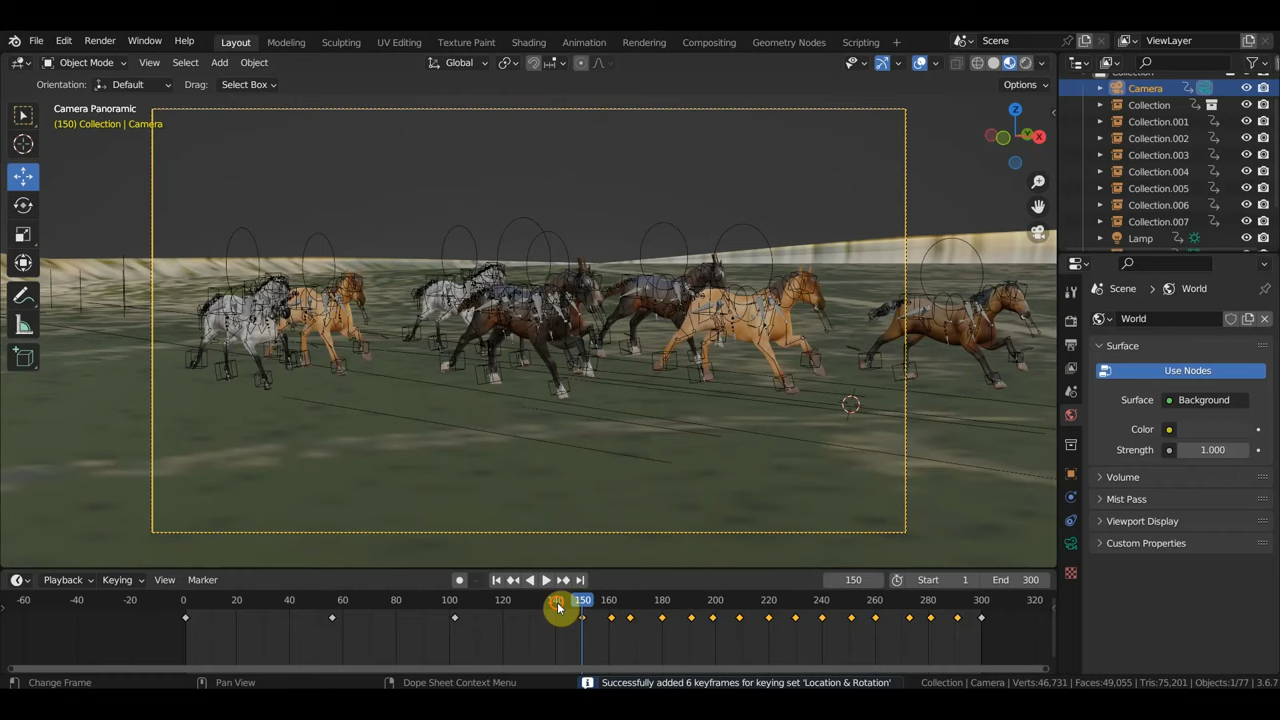 File Edit Render Window Help Layout Modeling Sculpting UV Editing Texture Paint Shading Animation Rendering Compositing Geometry Nodes Scripting + Scene ViewLayer
Object Mode View Select Add Object Global
Orientation: Default Drag: Select Box Options
Camera Panoramic
(150) Collection | Camera
Z
Y
X
Camera
Collection
Collection.001
Collection.002
Collection.003
Collection.004
Collection.005
Collection.006
Collection.007
Lamp
Scene World
World
Surface
Use Nodes
Surface Background
Color
Strength 1.000
Volume
Mist Pass
Viewport Display
Custom Properties
Playback Keying View Marker 150 Start 1 End 300
-60 -40 -20 0 20 40 60 80 100 120 140 150 160 180 200 220 240 260 280 300 320
Change Frame Pan View Dope Sheet Context Menu Successfully added 6 keyframes for keying set 'Location & Rotation' Collection | Camera | Verts:46,731 | Faces:49,055 | Tris:75,201 | Objects:1/77 | 3.6.7